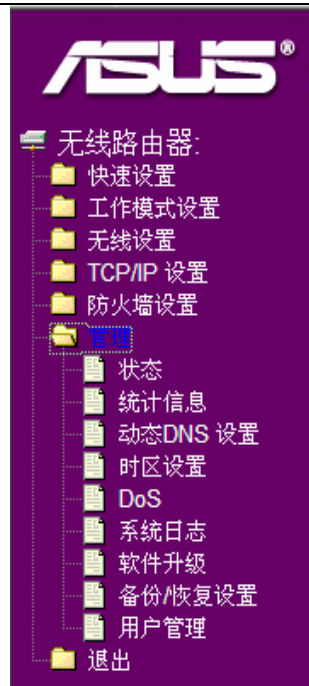 ASUS®
无线路由器:
快速设置
工作模式设置
无线设置
TCP/IP 设置
防火墙设置
管理
状态
统计信息
动态DNS 设置
时区设置
DoS
系统日志
软件升级
备份/恢复设置
用户管理
退出